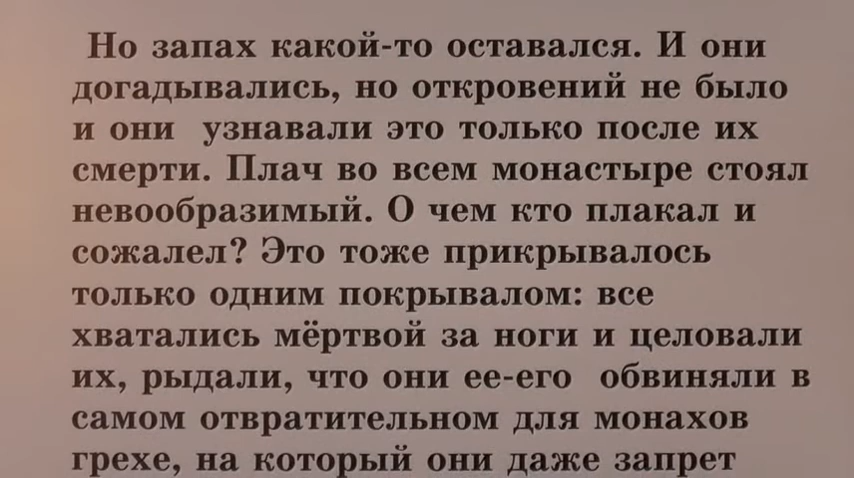 Но запах какой-то оставался. И они
догадывались, но откровений не было
и они узнавали это только после их
смерти. Плач во всем монастыре стоял
невообразимый. О чем кто плакал и
сожалел? Это тоже прикрывалось
только одним покрывалом: все
хватались мёртвой за ноги и целовали
их, рыдали, что они ее-его обвиняли в
самом отвратительном для монахов
грехе, на который они даже запрет